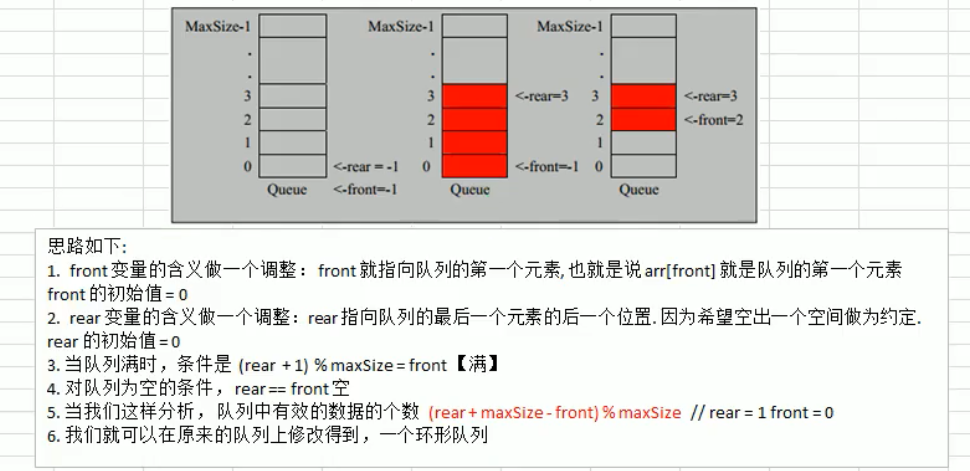 MaxSize-1 MaxSize-1 MaxSize-1
. . .
. . .
3 3 <-rear=3 3 <-rear=3
2 2 2 <-front=2
1 1 1
0 <-rear = -1 0 <-front=-1 0
Queue <-front=-1 Queue Queue
思路如下:
1. front 变量的含义做一个调整：front 就指向队列的第一个元素, 也就是说 arr[front] 就是队列的第一个元素
front 的初始值 = 0
2. rear 变量的含义做一个调整：rear 指向队列的最后一个元素的后一个位置. 因为希望空出一个空间做为约定.
rear 的初始值 = 0
3. 当队列满时，条件是 (rear + 1) % maxSize = front 【满】
4. 对队列为空的条件，rear == front 空
5. 当我们这样分析，队列中有效的数据的个数 (rear + maxSize - front) % maxSize // rear = 1 front = 0
6. 我们就可以在原来的队列上修改得到，一个环形队列